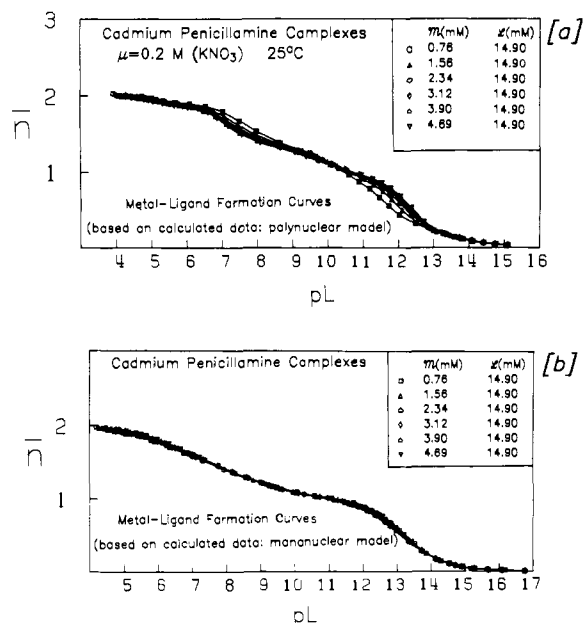 [a]
Cadmium Penicillamine Complexes
μ=0.2 M (KNO₃) 25°C
𝓂(mM) ℒ(mM)
0.76 14.90
1.56 14.90
2.34 14.90
3.12 14.90
3.90 14.90
4.69 14.90
3
2
1
n̄
Metal-Ligand Formation Curves
(based on calculated data: polynuclear model)
4 5 6 7 8 9 10 11 12 13 14 15 16
pL
[b]
Cadmium Penicillamine Complexes
𝓂(mM) ℒ(mM)
0.76 14.90
1.56 14.90
2.34 14.90
3.12 14.90
3.90 14.90
4.69 14.90
2
1
n̄
Metal-Ligand Formation Curves
(based on calculated data: mononuclear model)
5 6 7 8 9 10 11 12 13 14 15 16 17
pL